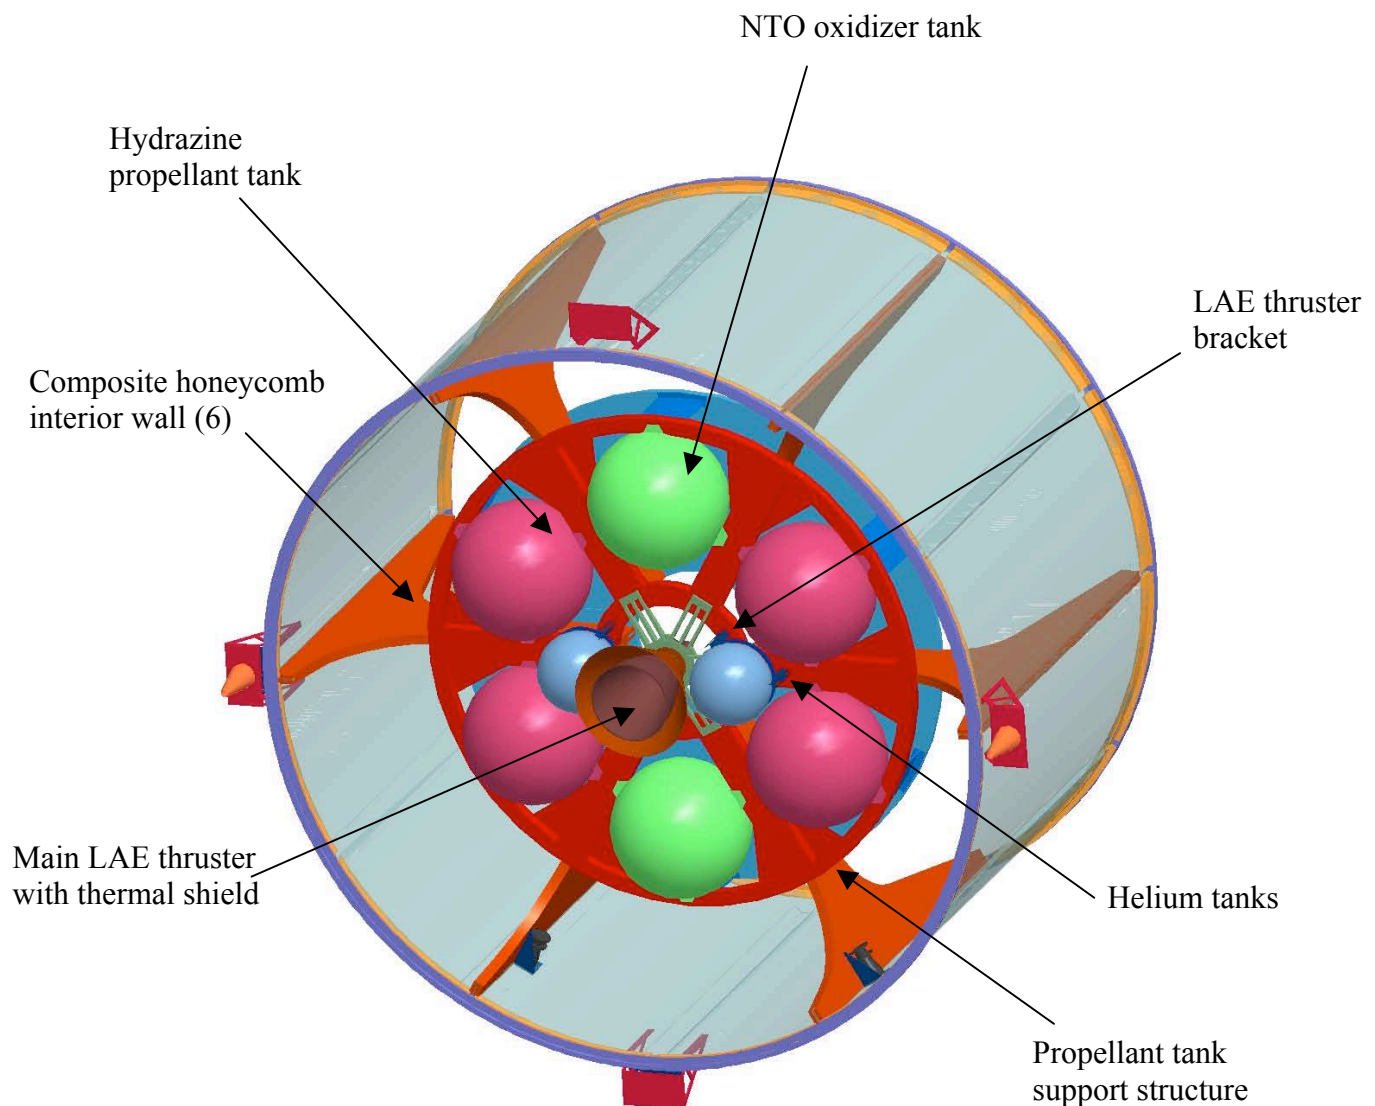 NTO oxidizer tank
Hydrazine
propellant tank
LAE thruster
bracket
Composite honeycomb
interior wall (6)
Main LAE thruster
with thermal shield
Helium tanks
Propellant tank
support structure